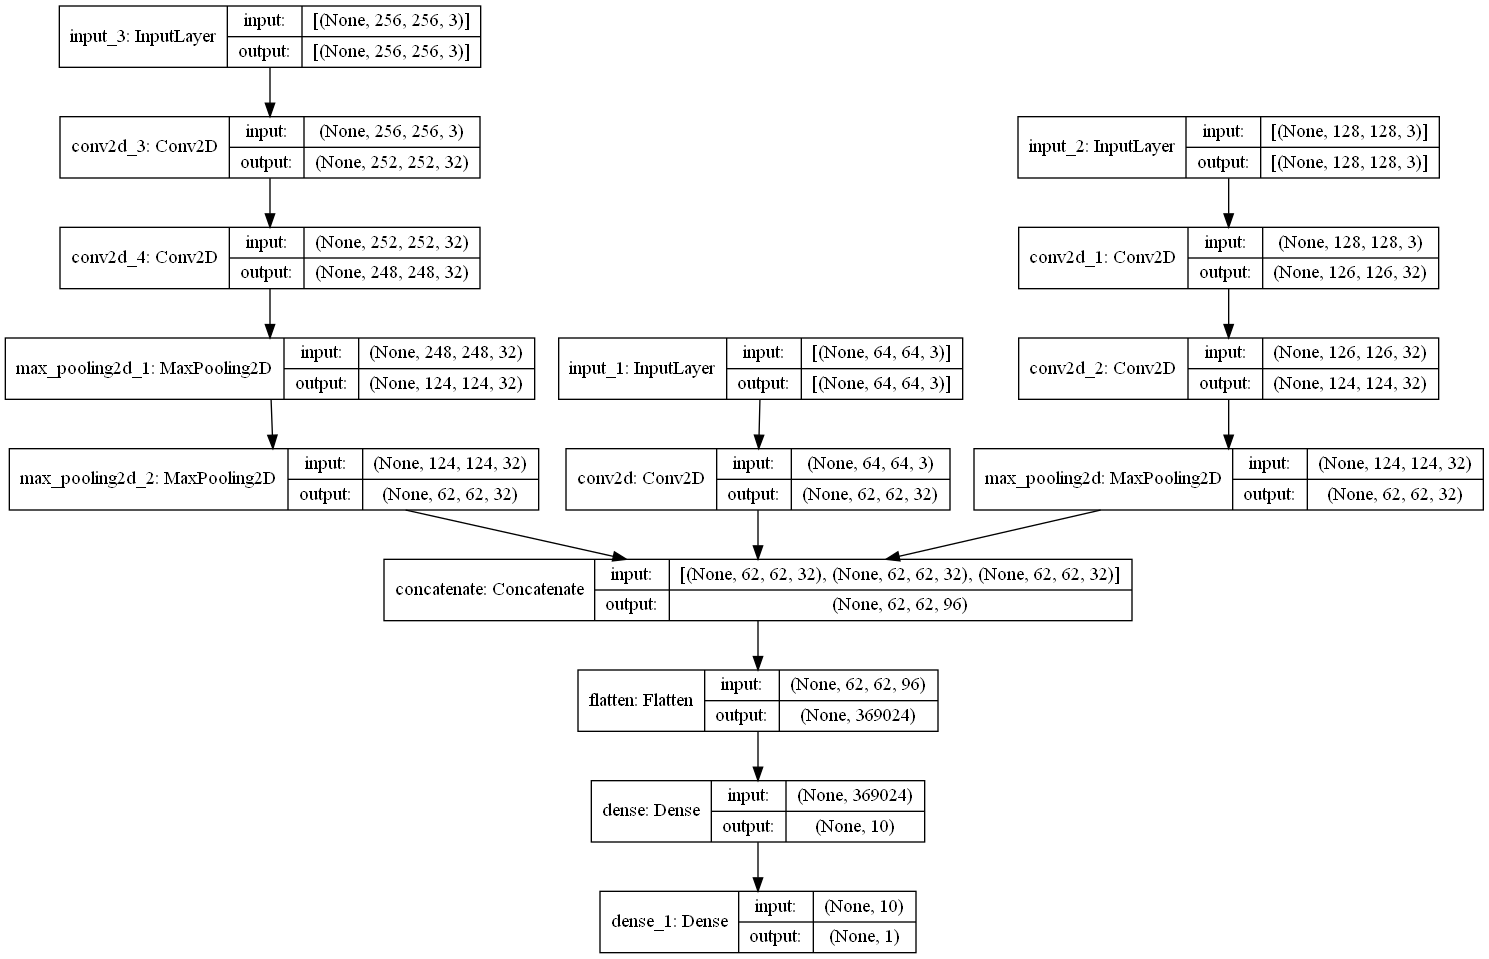 input_3: InputLayer
input: [(None, 256, 256, 3)]
output: [(None, 256, 256, 3)]
conv2d_3: Conv2D
input: (None, 256, 256, 3)
output: (None, 252, 252, 32)
input_2: InputLayer
input: [(None, 128, 128, 3)]
output: [(None, 128, 128, 3)]
conv2d_4: Conv2D
input: (None, 252, 252, 32)
output: (None, 248, 248, 32)
conv2d_1: Conv2D
input: (None, 128, 128, 3)
output: (None, 126, 126, 32)
max_pooling2d_1: MaxPooling2D
input: (None, 248, 248, 32)
output: (None, 124, 124, 32)
input_1: InputLayer
input: [(None, 64, 64, 3)]
output: [(None, 64, 64, 3)]
conv2d_2: Conv2D
input: (None, 126, 126, 32)
output: (None, 124, 124, 32)
max_pooling2d_2: MaxPooling2D
input: (None, 124, 124, 32)
output: (None, 62, 62, 32)
conv2d: Conv2D
input: (None, 64, 64, 3)
output: (None, 62, 62, 32)
max_pooling2d: MaxPooling2D
input: (None, 124, 124, 32)
output: (None, 62, 62, 32)
concatenate: Concatenate
input: [(None, 62, 62, 32), (None, 62, 62, 32), (None, 62, 62, 32)]
output: (None, 62, 62, 96)
flatten: Flatten
input: (None, 62, 62, 96)
output: (None, 369024)
dense: Dense
input: (None, 369024)
output: (None, 10)
dense_1: Dense
input: (None, 10)
output: (None, 1)